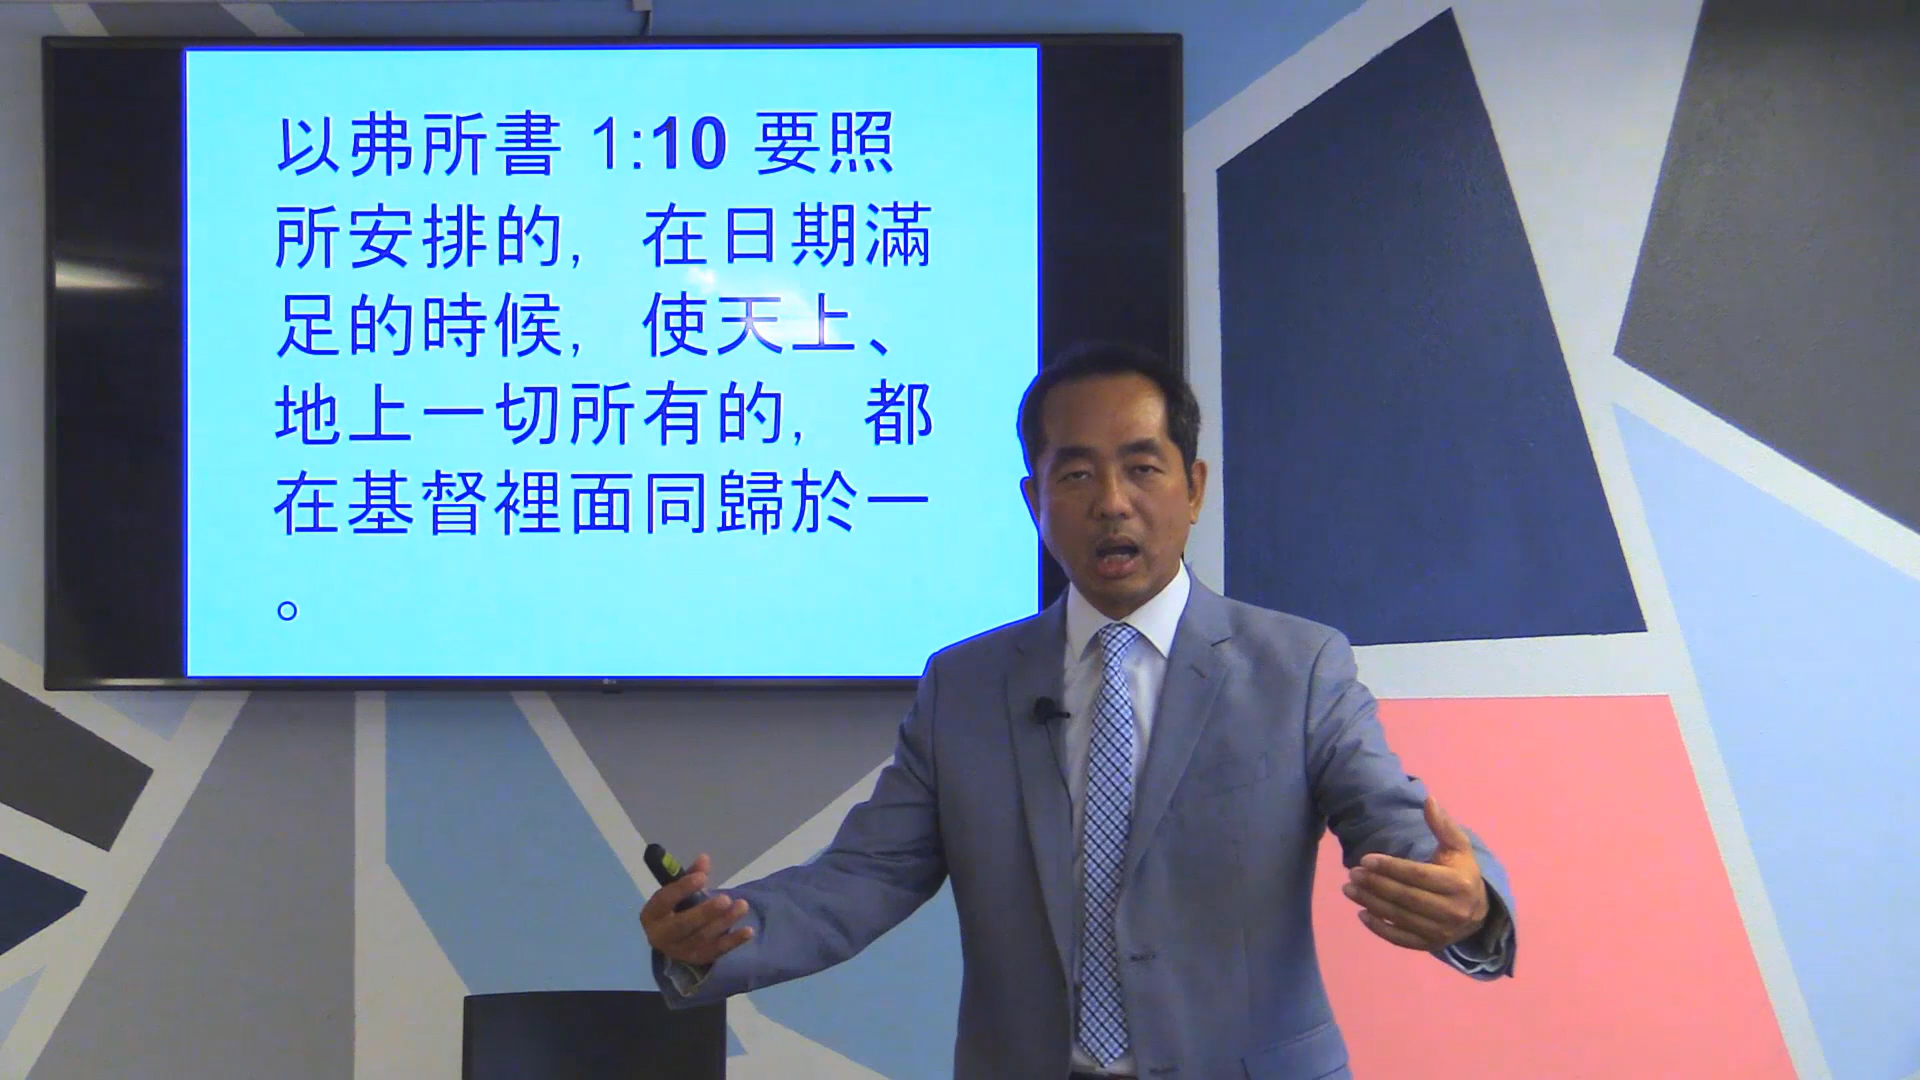 以弗所書 1:10 要照
所安排的，在日期滿
足的時候，使天上、
地上一切所有的，都
在基督裡面同歸於一
。